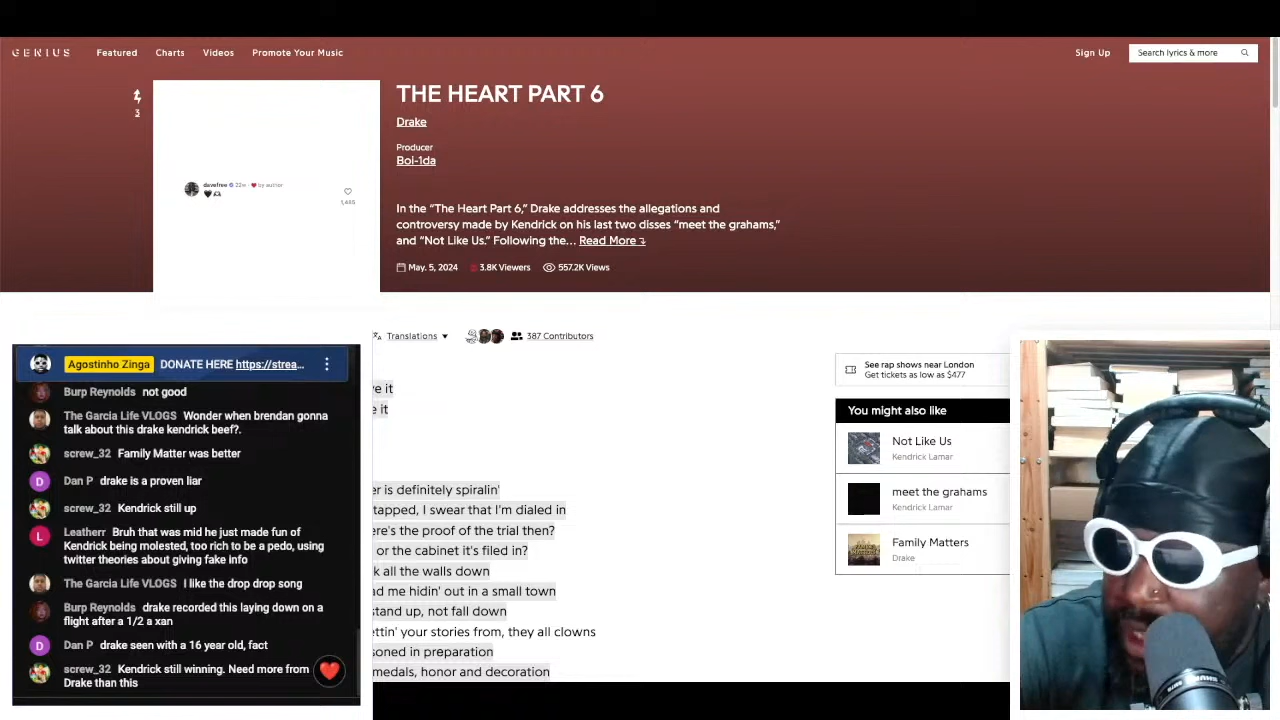 GENIUS
Featured
Charts
Videos
Promote Your Music
Sign Up
Search lyrics & more
3
THE HEART PART 6
Drake
Producer
Boi-1da
davefree 22w · by author
1,485
In the “The Heart Part 6,” Drake addresses the allegations and
controversy made by Kendrick on his last two disses “meet the grahams,”
and “Not Like Us.” Following the… Read More
May. 5, 2024
3.8K Viewers
557.2K Views
Translations
387 Contributors
ve it
e it
er is definitely spiralin'
tapped, I swear that I'm dialed in
ere's the proof of the trial then?
or the cabinet it's filed in?
k all the walls down
ad me hidin' out in a small town
stand up, not fall down
ettin' your stories from, they all clowns
soned in preparation
medals, honor and decoration
See rap shows near London
Get tickets as low as $477
You might also like
Not Like Us
Kendrick Lamar
meet the grahams
Kendrick Lamar
Family Matters
Drake
Agostinho Zinga DONATE HERE https://strea...
Burp Reynolds not good
The Garcia Life VLOGS Wonder when brendan gonna
talk about this drake kendrick beef?.
screw_32 Family Matter was better
D
Dan P drake is a proven liar
screw_32 Kendrick still up
L
Leatherr Bruh that was mid he just made fun of
Kendrick being molested, too rich to be a pedo, using
twitter theories about giving fake info
The Garcia Life VLOGS I like the drop drop song
Burp Reynolds drake recorded this laying down on a
flight after a 1/2 a xan
D
Dan P drake seen with a 16 year old, fact
screw_32 Kendrick still winning. Need more from
Drake than this